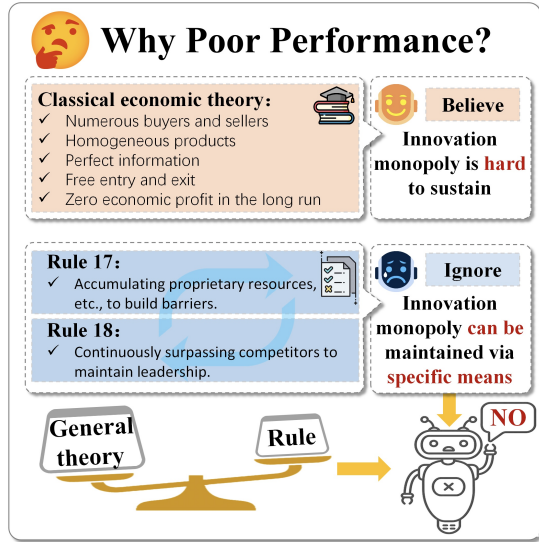 Why Poor Performance?
Classical economic theory：
✓ Numerous buyers and sellers
✓ Homogeneous products
✓ Perfect information
✓ Free entry and exit
✓ Zero economic profit in the long run
Believe
Innovation
monopoly is hard
to sustain
Rule 17：
✓ Accumulating proprietary resources,
etc., to build barriers.
Rule 18：
✓ Continuously surpassing competitors to
maintain leadership.
Ignore
Innovation
monopoly can be
maintained via
specific means
General
theory
Rule
NO